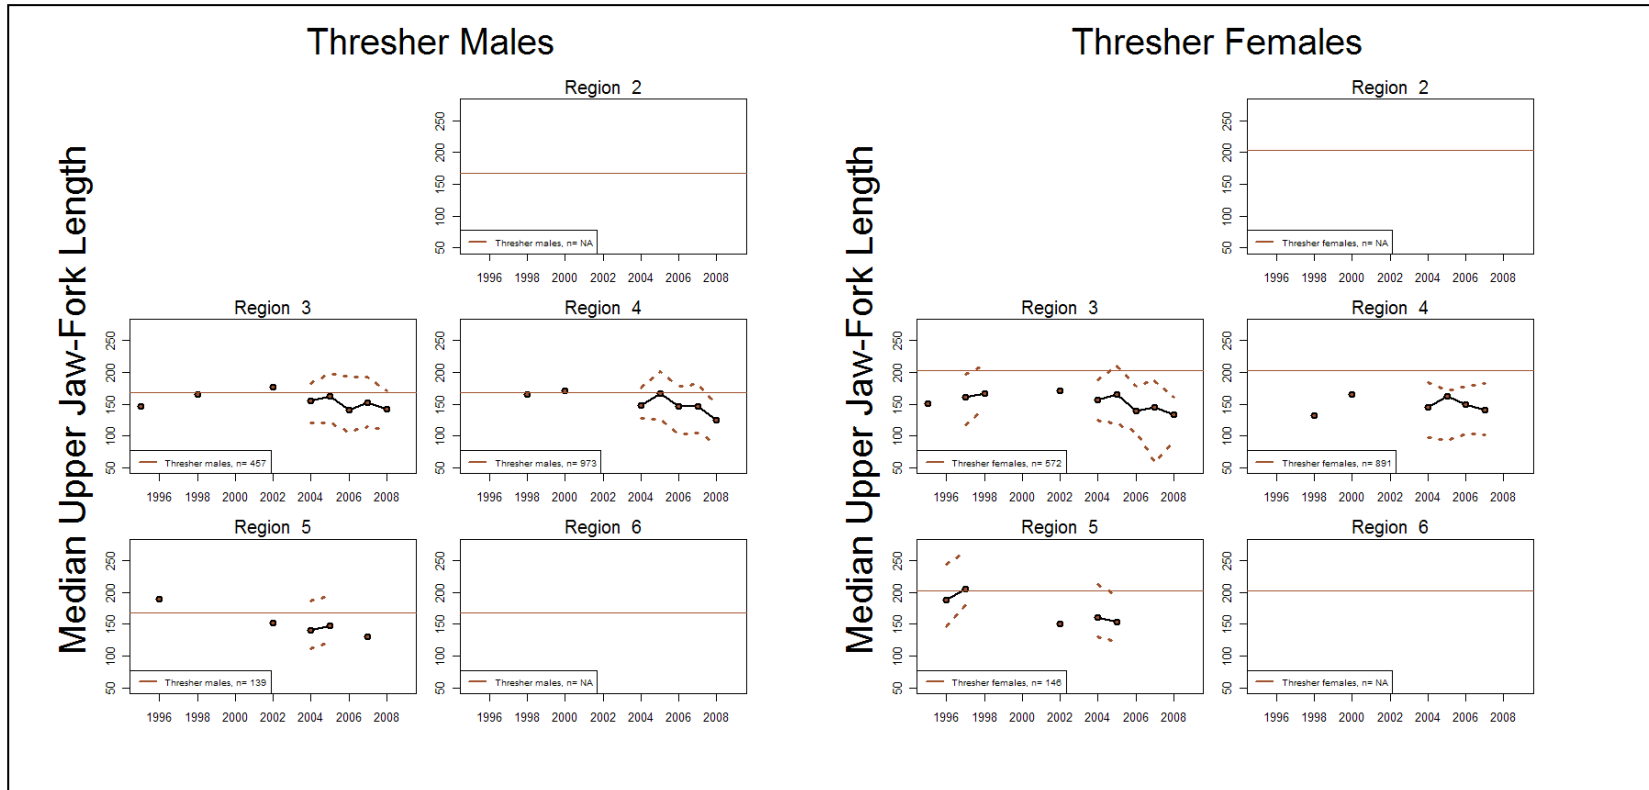 Thresher Males
Thresher Females
Median Upper Jaw-Fork Length
Region 2
50 100 150 200 250
Thresher males, n= NA
1996 1998 2000 2002 2004 2006 2008
Region 3
50 100 150 200 250
Thresher males, n= 457
1996 1998 2000 2002 2004 2006 2008
Region 4
50 100 150 200 250
Thresher males, n= 973
1996 1998 2000 2002 2004 2006 2008
Region 5
50 100 150 200 250
Thresher males, n= 139
1996 1998 2000 2002 2004 2006 2008
Region 6
50 100 150 200 250
Thresher males, n= NA
1996 1998 2000 2002 2004 2006 2008
Median Upper Jaw-Fork Length
Region 2
50 100 150 200 250
Thresher females, n= NA
1996 1998 2000 2002 2004 2006 2008
Region 3
50 100 150 200 250
Thresher females, n= 572
1996 1998 2000 2002 2004 2006 2008
Region 4
50 100 150 200 250
Thresher females, n= 891
1996 1998 2000 2002 2004 2006 2008
Region 5
50 100 150 200 250
Thresher females, n= 146
1996 1998 2000 2002 2004 2006 2008
Region 6
50 100 150 200 250
Thresher females, n= NA
1996 1998 2000 2002 2004 2006 2008